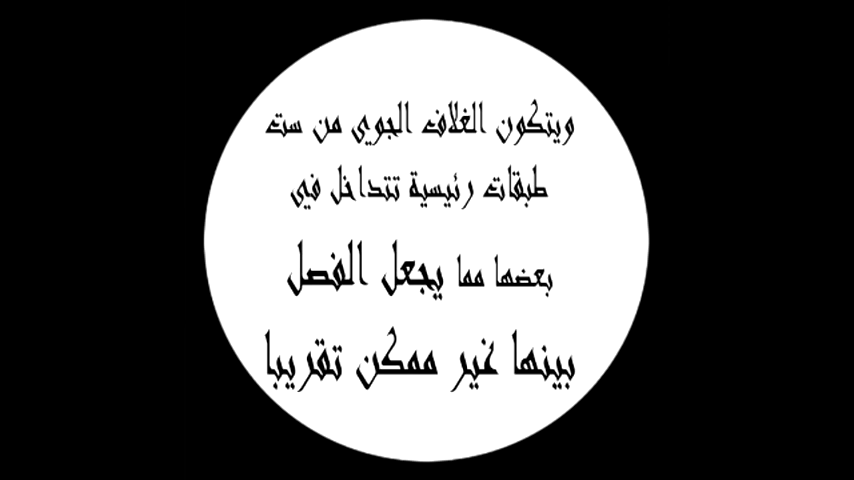 ويتكون الغلاف الجوي من ست
طبقات رئيسية تتداخل في
بعضها مما يجعل الفصل
بينها غير ممكن تقريبا